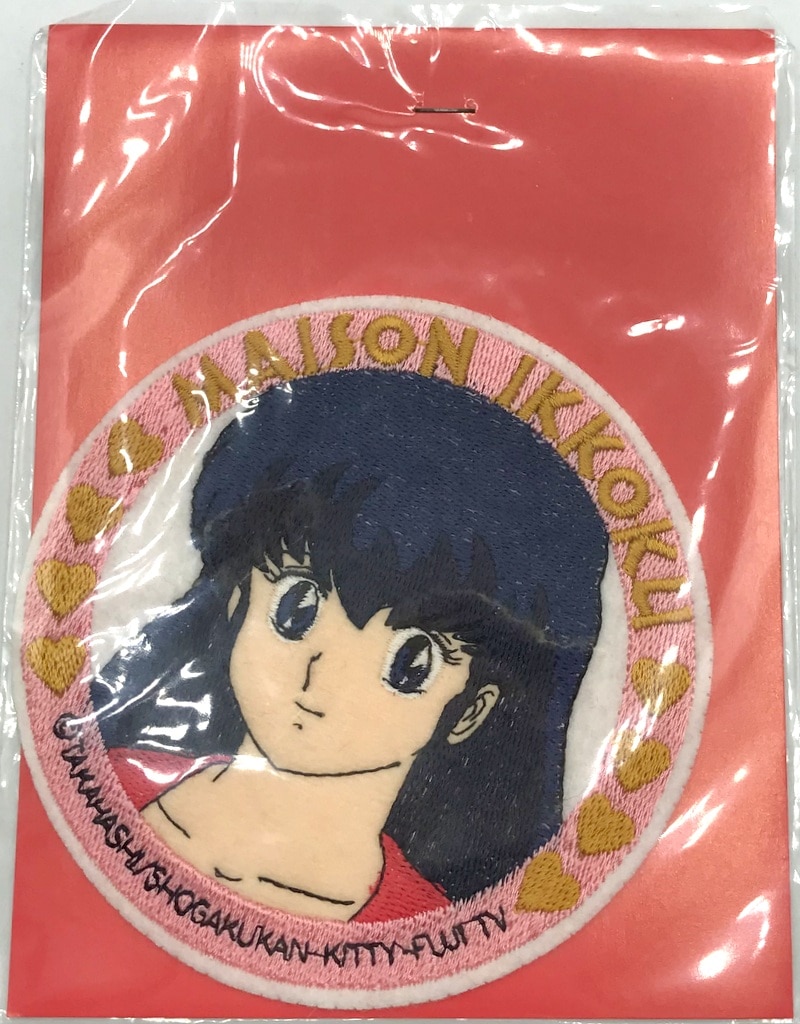 MAISON IKKOKU
©TAKAHASHI/SHOGAKUKAN-KITTY-FUJI TV